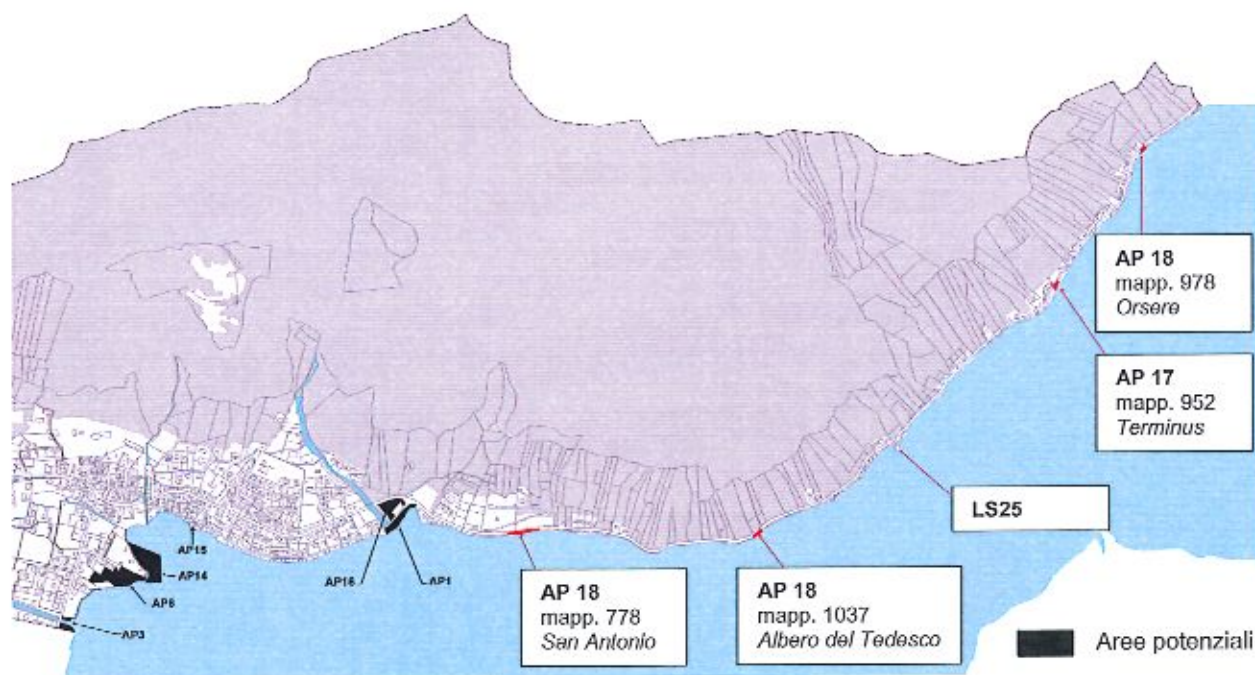 AP 18
mapp. 978
Orsere
AP 17
mapp. 952
Terminus
LS25
AP15
AP14
AP6
AP3
AP16
AP1
AP 18
mapp. 778
San Antonio
AP 18
mapp. 1037
Albero del Tedesco
Aree potenziali